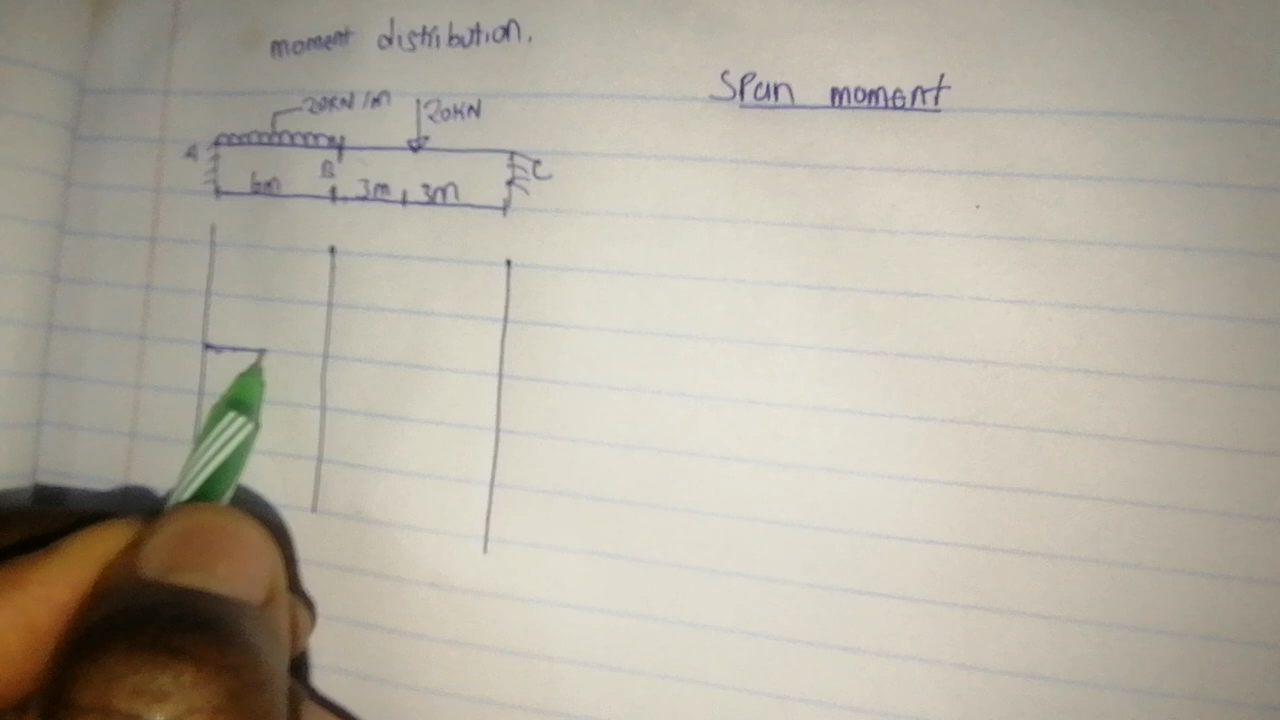 moment distribution.
Span moment
20KN/m
20KN
A
B
C
6m
3m
3m